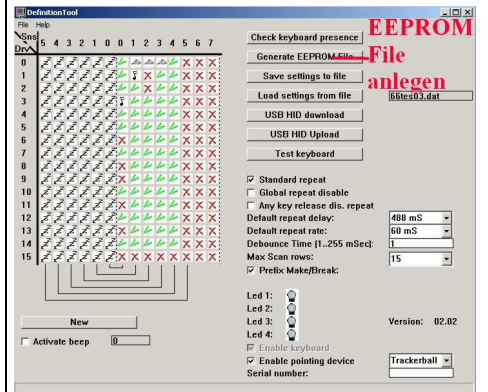 DefinitionTool
File Help
Sns 5 4 3 2 1 0 0 1 2 3 4 5 6 7
Drv
0
1
2
3
4
5
6
7
8
9
10
11
12
13
14
15
New
Activate beep 0
Check keyboard presence
Generate EEPROM File
Save settings to file
Load settings from file 66tes03.dat
USB HID download
USB HID Upload
Test keyboard
EEPROM
File
anlegen
Standard repeat
Global repeat disable
Any key release dis. repeat
Default repeat delay: 488 mS
Default repeat rate: 60 mS
Debounce Time (1..255 mSec): 1
Max Scan rows: 15
Prefix Make/Break:
Led 1:
Led 2:
Led 3: Version: 02.02
Led 4:
Enable keyboard
Enable pointing device Trackerball
Serial number: